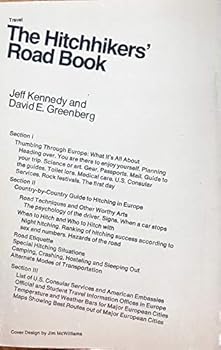 Travel
The Hitchhikers'
Road Book
Jeff Kennedy and
David E. Greenberg
Section I
Thumbing Through Europe: What It's All About
Heading over. You are there to enjoy yourself. Planning
your trip. Science or art. Gear, Passports, Mail, Guide to
the guides, Toilet lore, Medical care, U.S. Consular
Services, Rock festivals, The first day
Section II
Country-by-Country Guide to Hitching in Europe
Road Techniques and Other Worthy Arts
The psychology of the driver, Signs, When a car stops
When to Hitch and Who to Hitch with
Night hitching, Ranking of hitching success according to
sex and numbers, Hazards of the road
Road Etiquette
Special Hitching Situations
Camping, Crashing, Hosteling and Sleeping Out
Alternate Modes of Transportation
Section III
List of U.S. Consular Services and American Embassies
Official and Student Travel Information Offices in Europe
Temperature and Weather Bars for Major European Cities
Maps Showing Best Routes out of Major European Cities
Cover Design by Jim McWilliams